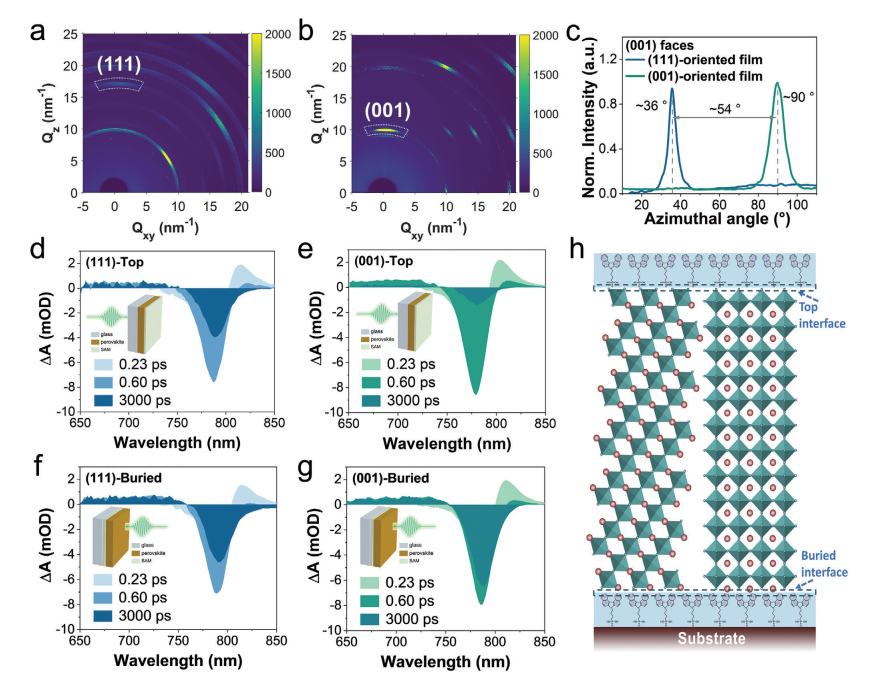 a
(111)
25
20
15
10
5
0
-5
0
5
10
15
20
Qz (nm-1)
Qxy (nm-1)
2000
1500
1000
500
0
b
(001)
25
20
15
10
5
0
-5
0
5
10
15
20
Qz (nm-1)
Qxy (nm-1)
2000
1500
1000
500
0
c
(001) faces
(111)-oriented film
(001)-oriented film
~36 °
~54 °
~90 °
1.2
0.8
0.4
0.0
20
40
60
80
100
Norm. Intensity (a.u.)
Azimuthal angle (°)
d
(111)-Top
glass
perovskite
SAM
0.23 ps
0.60 ps
3000 ps
2
0
-2
-4
-6
-8
-10
650
700
750
800
850
ΔA (mOD)
Wavelength (nm)
e
(001)-Top
glass
perovskite
SAM
0.23 ps
0.60 ps
3000 ps
2
0
-2
-4
-6
-8
-10
650
700
750
800
850
ΔA (mOD)
Wavelength (nm)
f
(111)-Buried
glass
perovskite
SAM
0.23 ps
0.60 ps
3000 ps
2
0
-2
-4
-6
-8
-10
650
700
750
800
850
ΔA (mOD)
Wavelength (nm)
g
(001)-Buried
glass
perovskite
SAM
0.23 ps
0.60 ps
3000 ps
2
0
-2
-4
-6
-8
-10
650
700
750
800
850
ΔA (mOD)
Wavelength (nm)
h
Top
interface
Buried
interface
Substrate